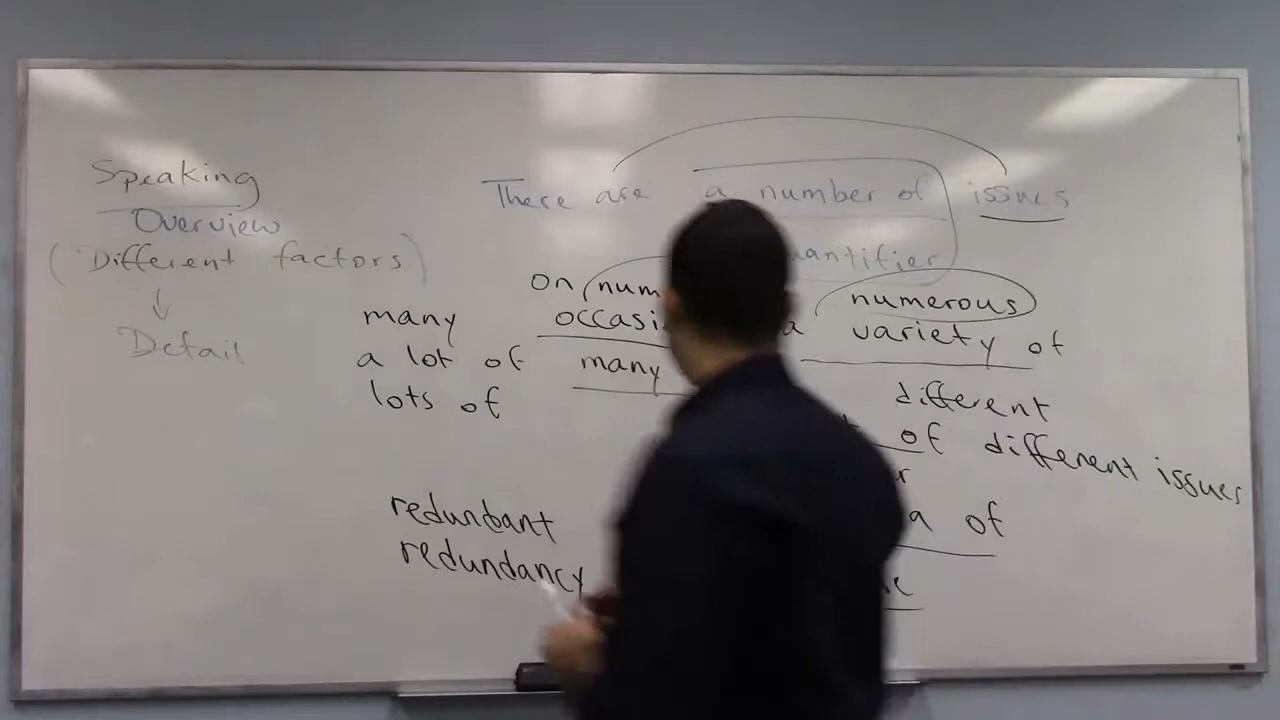 Speaking
Overview
(Different factors)
Detail
There are a number of issues
On
many
a lot of
lots of
many
numerous
a variety of
different
of different issues
of
redundant
redundancy